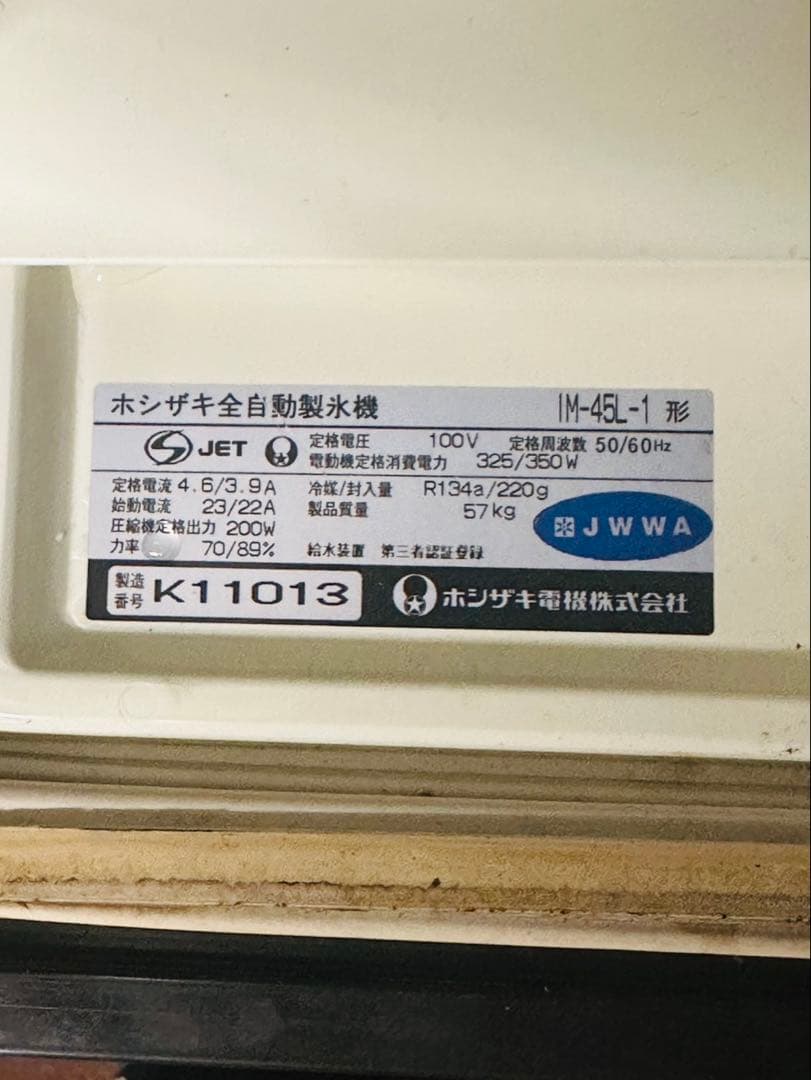 ホシザキ全自動製氷機 IM-45L-1 形
JET 定格電圧 100V 定格周波数 50/60Hz
電動機定格消費電力 325/350W
定格電流 4.6/3.9A 冷媒/封入量 R134a/220g
始動電流 23/22A 製品質量 57kg
圧縮機定格出力 200W
JWWA
力率 70/89% 給水装置 第三者認証登録
製造番号 K11013 ホシザキ電機株式会社